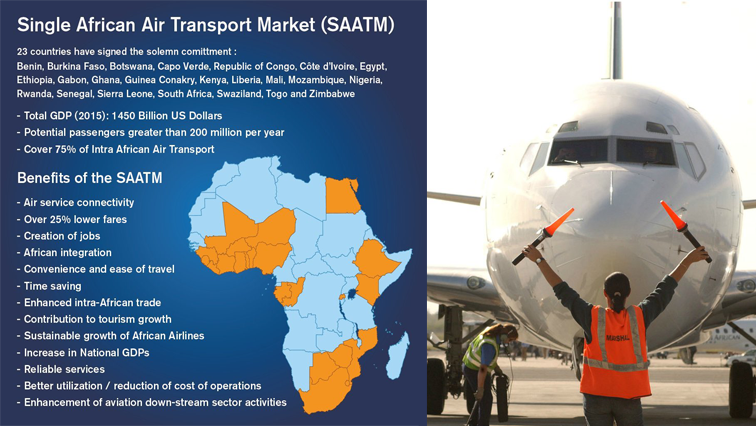 Single African Air Transport Market (SAATM)
23 countries have signed the solemn comittment :
Benin, Burkina Faso, Botswana, Capo Verde, Republic of Congo, Côte d'Ivoire, Egypt,
Ethiopia, Gabon, Ghana, Guinea Conakry, Kenya, Liberia, Mali, Mozambique, Nigeria,
Rwanda, Senegal, Sierra Leone, South Africa, Swaziland, Togo and Zimbabwe
- Total GDP (2015): 1450 Billion US Dollars
- Potential passengers greater than 200 million per year
- Cover 75% of Intra African Air Transport
Benefits of the SAATM
- Air service connectivity
- Over 25% lower fares
- Creation of jobs
- African integration
- Convenience and ease of travel
- Time saving
- Enhanced intra-African trade
- Contribution to tourism growth
- Sustainable growth of African Airlines
- Increase in National GDPs
- Reliable services
- Better utilization / reduction of cost of operations
- Enhancement of aviation down-stream sector activities
MARSHAL
AFRICAN